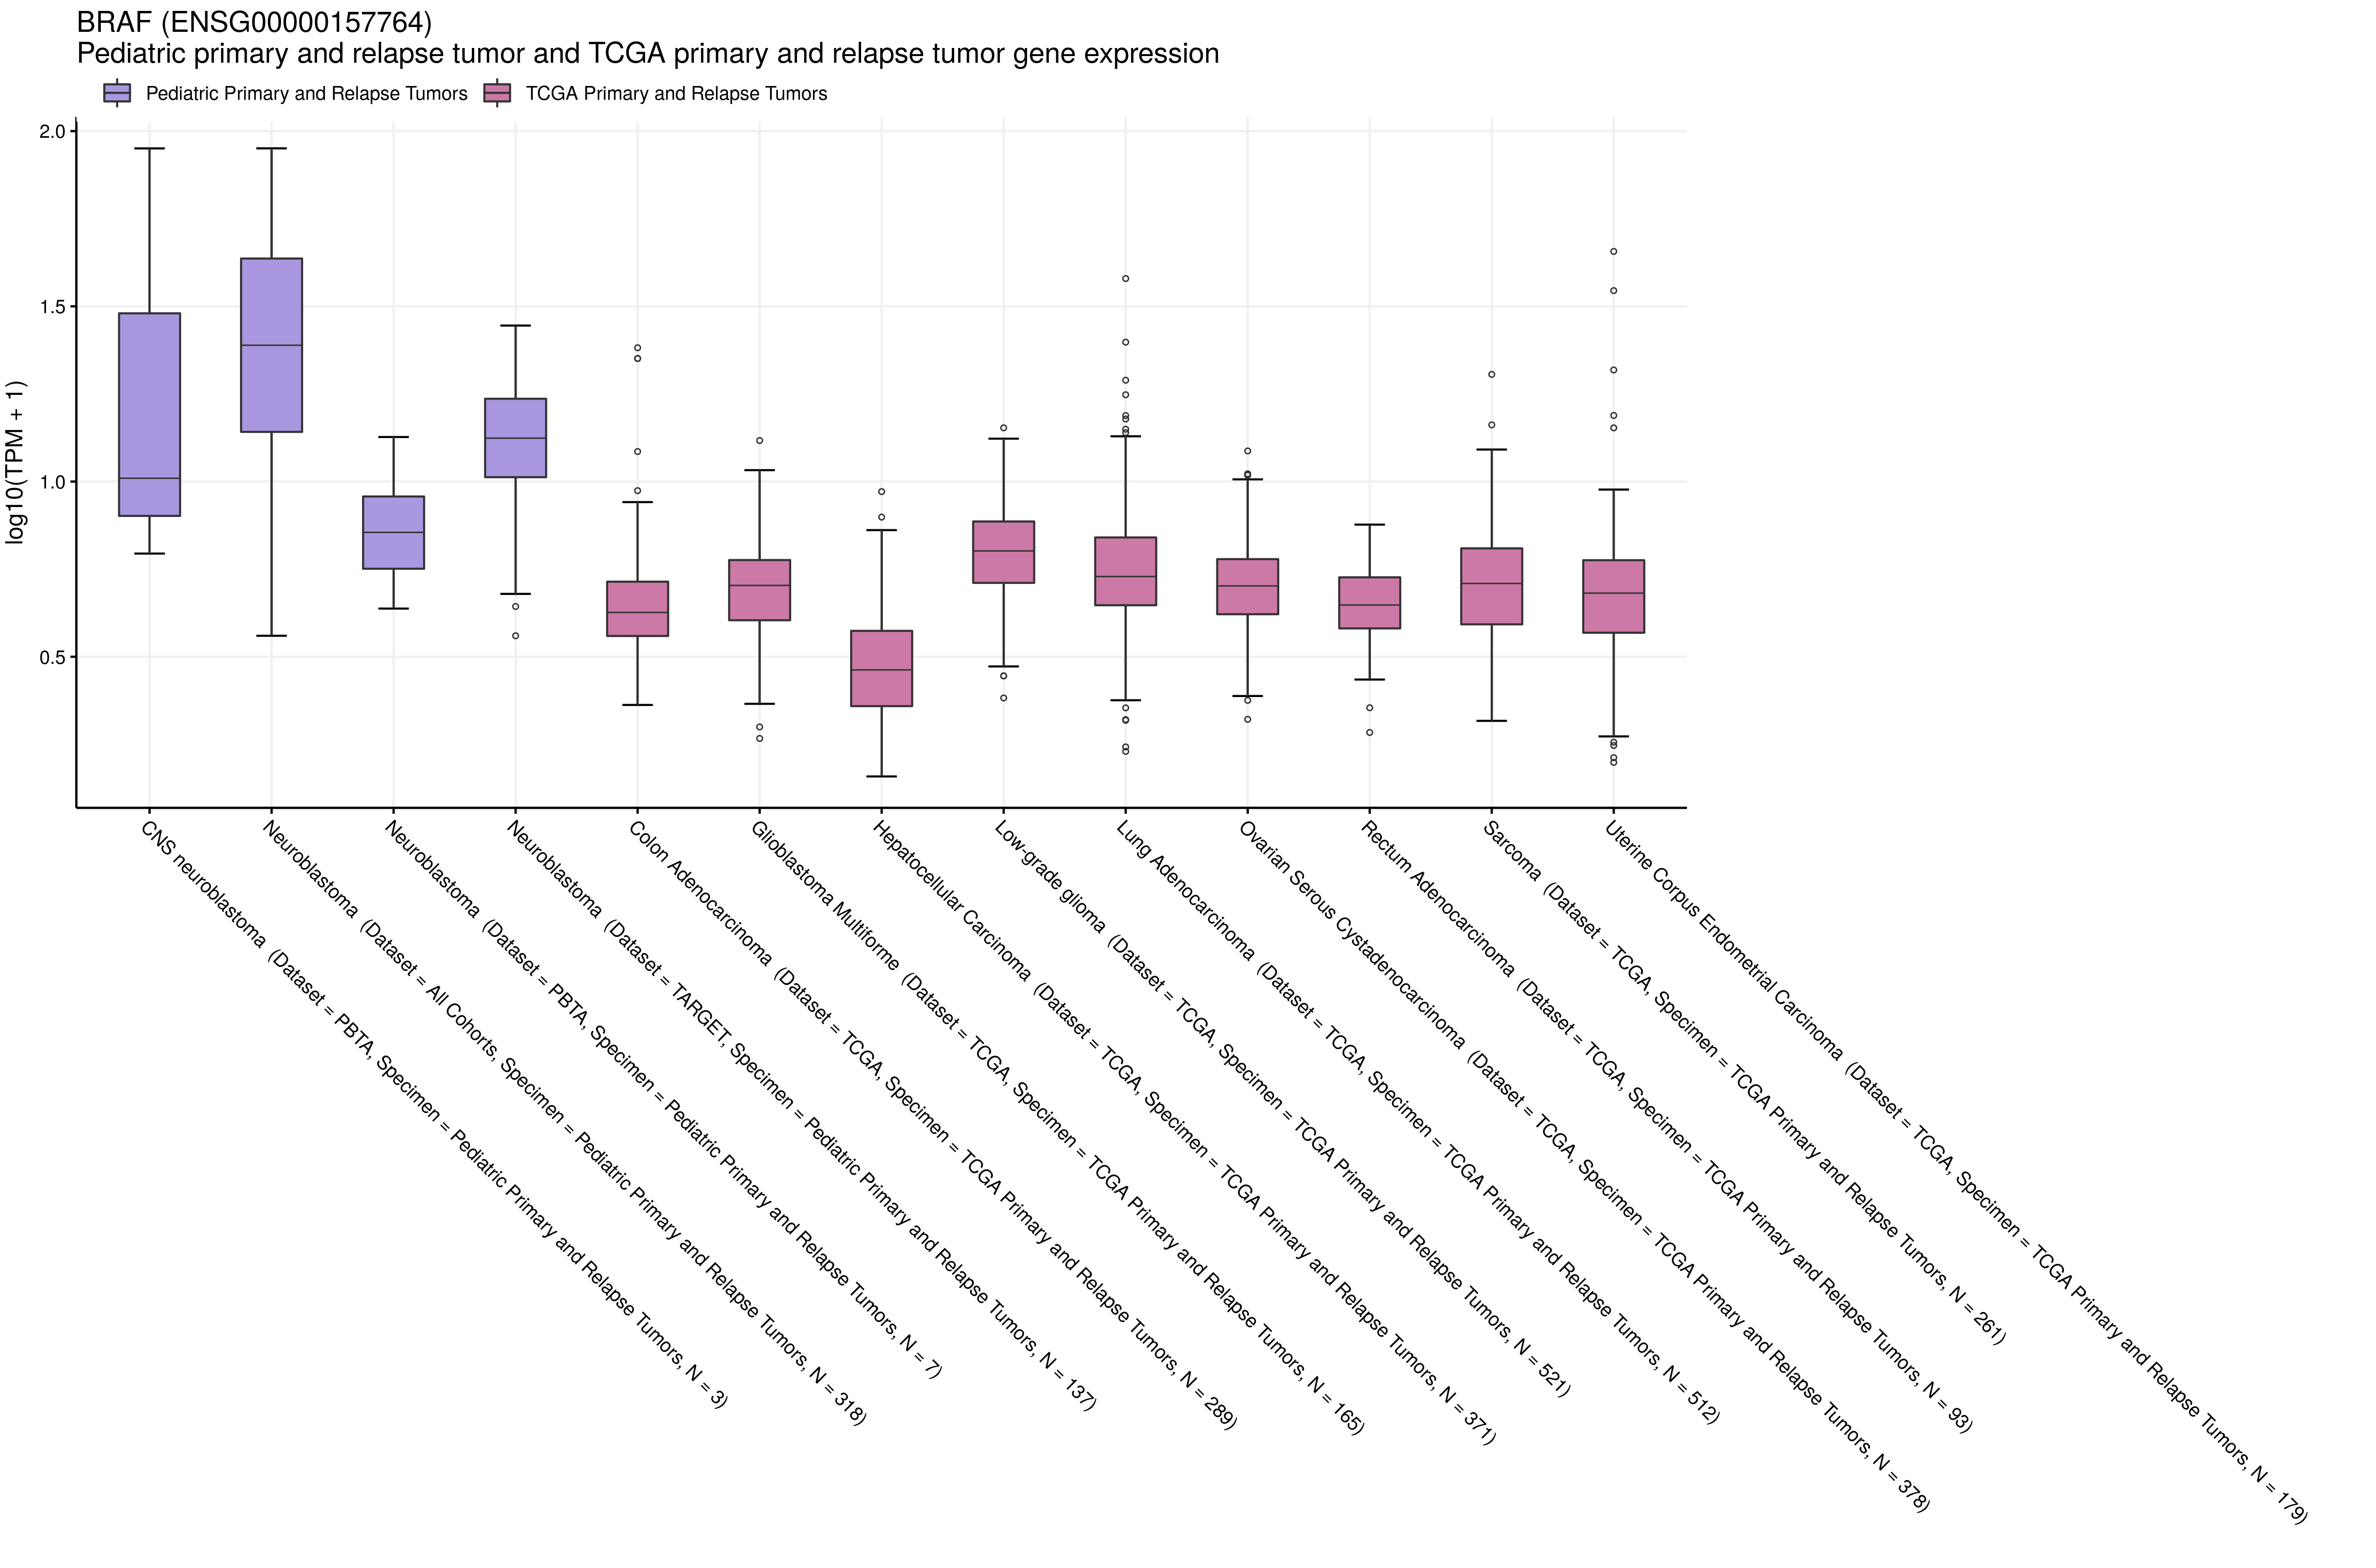 BRAF (ENSG00000157764)
Pediatric primary and relapse tumor and TCGA primary and relapse tumor gene expression
Pediatric Primary and Relapse Tumors
TCGA Primary and Relapse Tumors
log10(TPM + 1)
2.0
1.5
1.0
0.5
CNS neuroblastoma (Dataset = PBTA, Specimen = Pediatric Primary and Relapse Tumors, N = 3)
Neuroblastoma (Dataset = All Cohorts, Specimen = Pediatric Primary and Relapse Tumors, N = 318)
Neuroblastoma (Dataset = PBTA, Specimen = Pediatric Primary and Relapse Tumors, N = 7)
Neuroblastoma (Dataset = TARGET, Specimen = Pediatric Primary and Relapse Tumors, N = 137)
Colon Adenocarcinoma (Dataset = TCGA, Specimen = TCGA Primary and Relapse Tumors, N = 289)
Glioblastoma Multiforme (Dataset = TCGA, Specimen = TCGA Primary and Relapse Tumors, N = 165)
Hepatocellular Carcinoma (Dataset = TCGA, Specimen = TCGA Primary and Relapse Tumors, N = 371)
Low-grade glioma (Dataset = TCGA, Specimen = TCGA Primary and Relapse Tumors, N = 521)
Lung Adenocarcinoma (Dataset = TCGA, Specimen = TCGA Primary and Relapse Tumors, N = 512)
Ovarian Serous Cystadenocarcinoma (Dataset = TCGA, Specimen = TCGA Primary and Relapse Tumors, N = 378)
Rectum Adenocarcinoma (Dataset = TCGA, Specimen = TCGA Primary and Relapse Tumors, N = 93)
Sarcoma (Dataset = TCGA, Specimen = TCGA Primary and Relapse Tumors, N = 261)
Uterine Corpus Endometrial Carcinoma (Dataset = TCGA, Specimen = TCGA Primary and Relapse Tumors, N = 179)